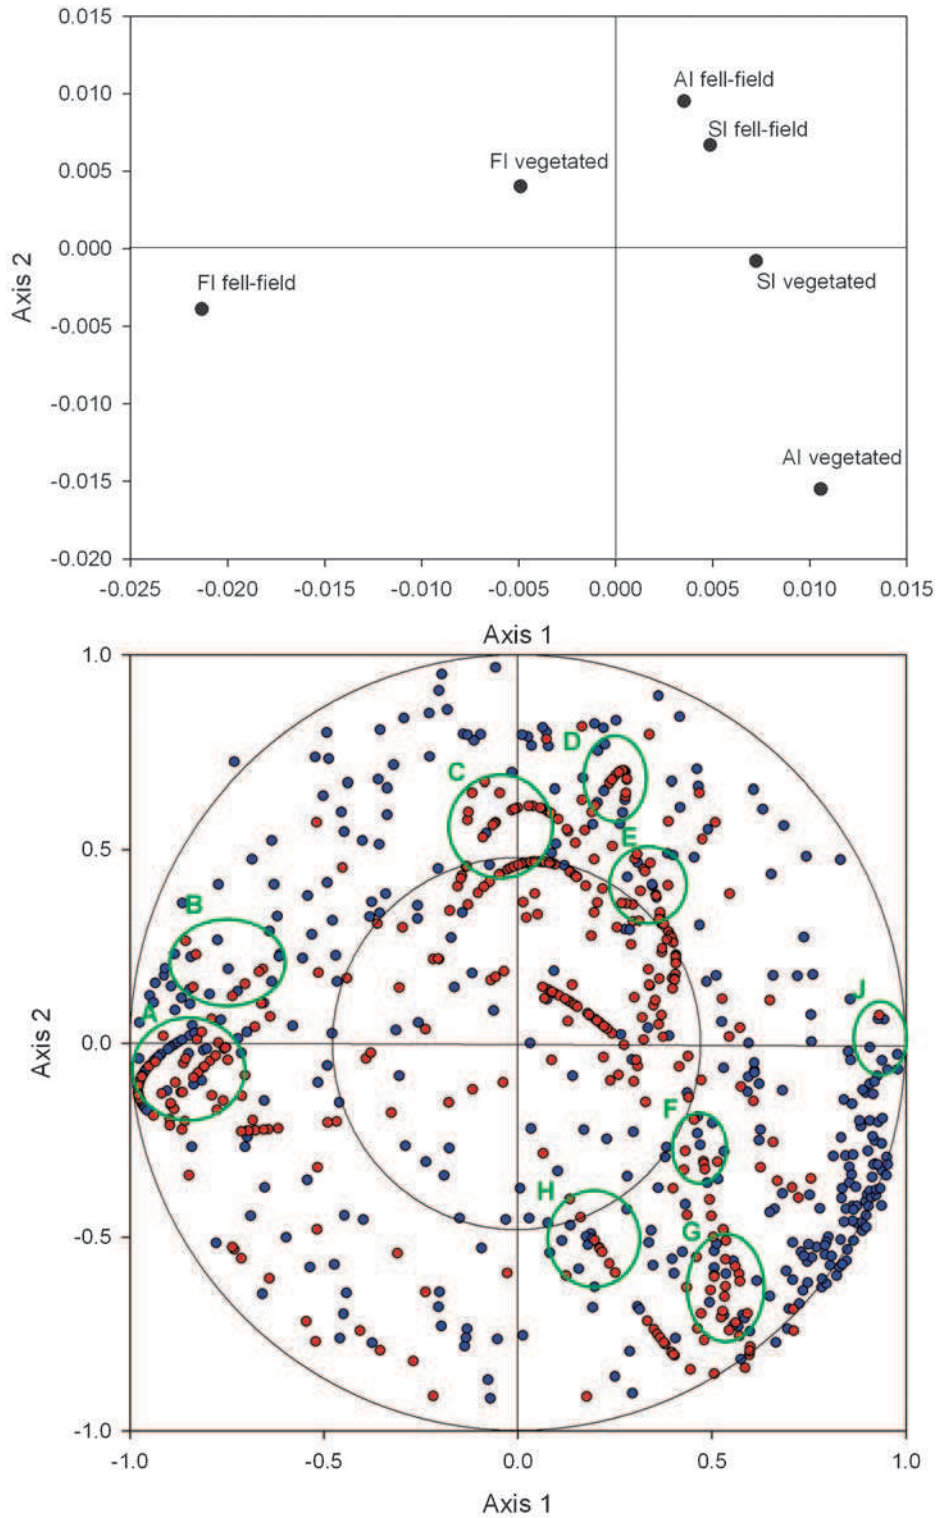 0.015
AI fell-field
0.010
SI fell-field
FI vegetated
0.005
0.000
FI fell-field
SI vegetated
-0.005
-0.010
AI vegetated
-0.015
-0.020
Axis 2
-0.025 -0.020 -0.015 -0.010 -0.005 0.000 0.005 0.010 0.015
Axis 1
1.0
D
C
E
0.5
B
J
A
0.0
F
H
G
-0.5
-1.0
Axis 2
-1.0 -0.5 0.0 0.5 1.0
Axis 1